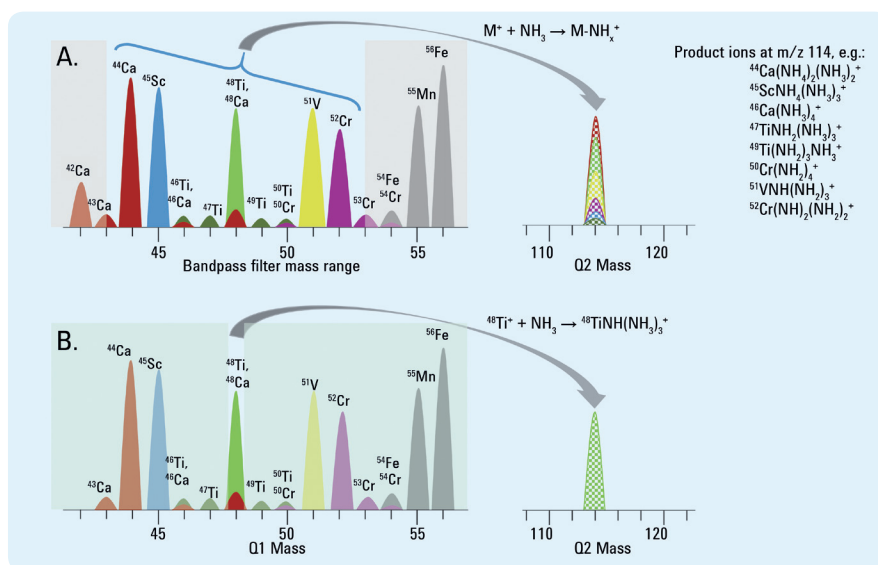 A.
M⁺ + NH₃ → M-NHₓ⁺
Product ions at m/z 114, e.g.:
⁴⁴Ca(NH₄)₂(NH₃)₂⁺
⁴⁵ScNH₄(NH₃)₃⁺
⁴⁶Ca(NH₃)₄⁺
⁴⁷TiNH₂(NH₃)₃⁺
⁴⁹Ti(NH₂)₃NH₃⁺
⁵⁰Cr(NH₂)₄⁺
⁵¹VNH(NH₂)₃⁺
⁵²Cr(NH)₂(NH₂)₂⁺
⁴²Ca
⁴³Ca
⁴⁴Ca
⁴⁵Sc
⁴⁶Ti,
⁴⁶Ca
⁴⁷Ti
⁴⁸Ti,
⁴⁸Ca
⁴⁹Ti
⁵⁰Ti
⁵⁰Cr
⁵¹V
⁵²Cr
⁵³Cr
⁵⁴Fe
⁵⁴Cr
⁵⁵Mn
⁵⁶Fe
45 50 55
Bandpass filter mass range
110 120
Q2 Mass
B.
⁴⁸Ti⁺ + NH₃ → ⁴⁸TiNH(NH₃)₃⁺
⁴³Ca
⁴⁴Ca
⁴⁵Sc
⁴⁶Ti,
⁴⁶Ca
⁴⁷Ti
⁴⁸Ti,
⁴⁸Ca
⁴⁹Ti
⁵⁰Ti
⁵⁰Cr
⁵¹V
⁵²Cr
⁵³Cr
⁵⁴Fe
⁵⁴Cr
⁵⁵Mn
⁵⁶Fe
45 50 55
Q1 Mass
110 120
Q2 Mass